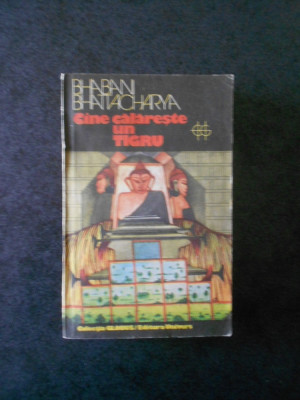 BHABANI
BHATTACHARYA
Cine călărește
un
TIGRU
Colecția GLOBUS / Editura Univers